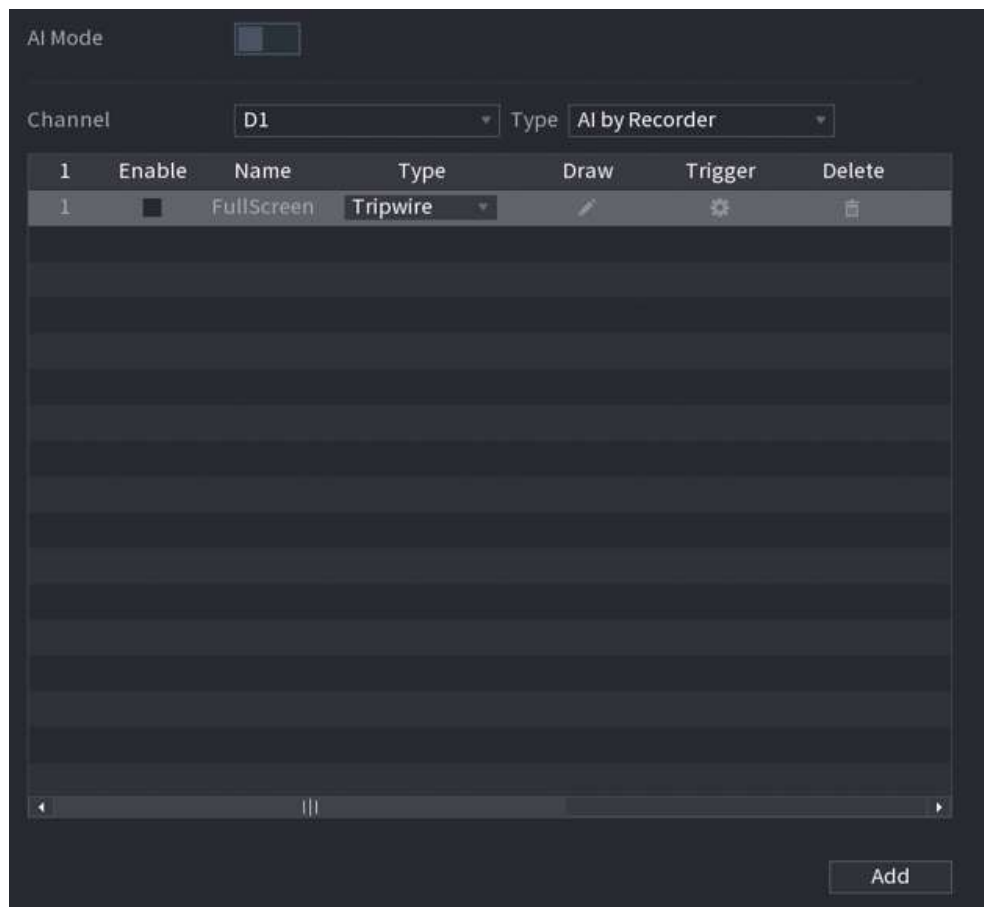 AI Mode
Channel D1 Type AI by Recorder
1 Enable Name Type Draw Trigger Delete
1 FullScreen Tripwire
Add